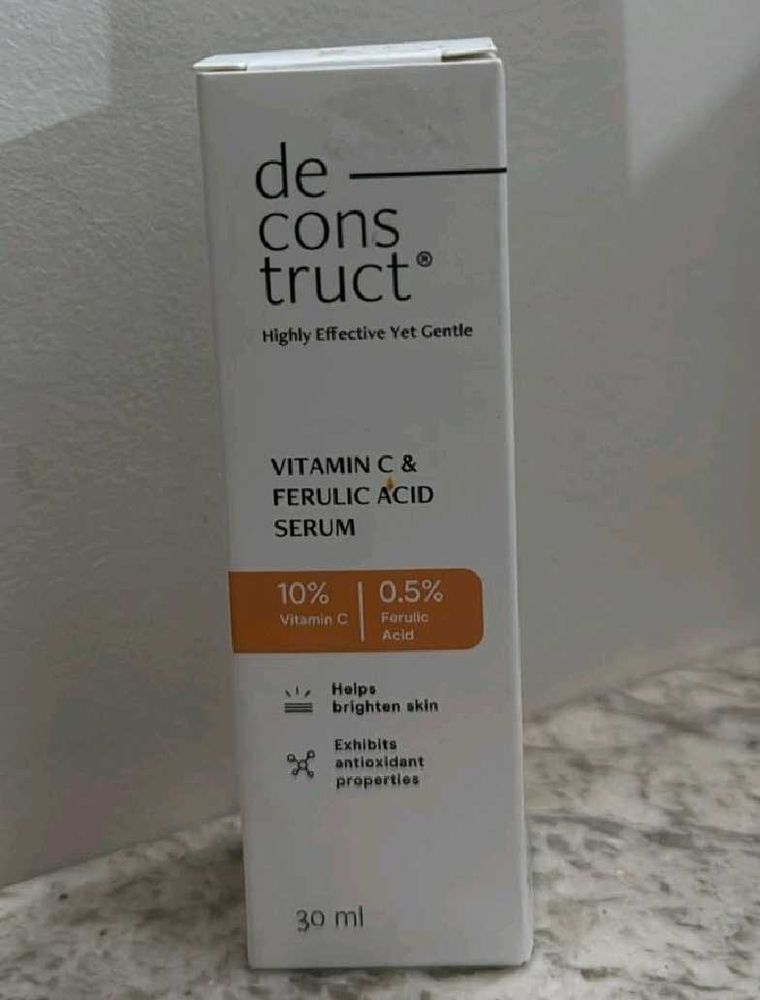 de
cons
truct®
Highly Effective Yet Gentle
VITAMIN C &
FERULIC ACID
SERUM
10%
Vitamin C
0.5%
Ferulic
Acid
Helps
brighten skin
Exhibits
antioxidant
properties
30 ml